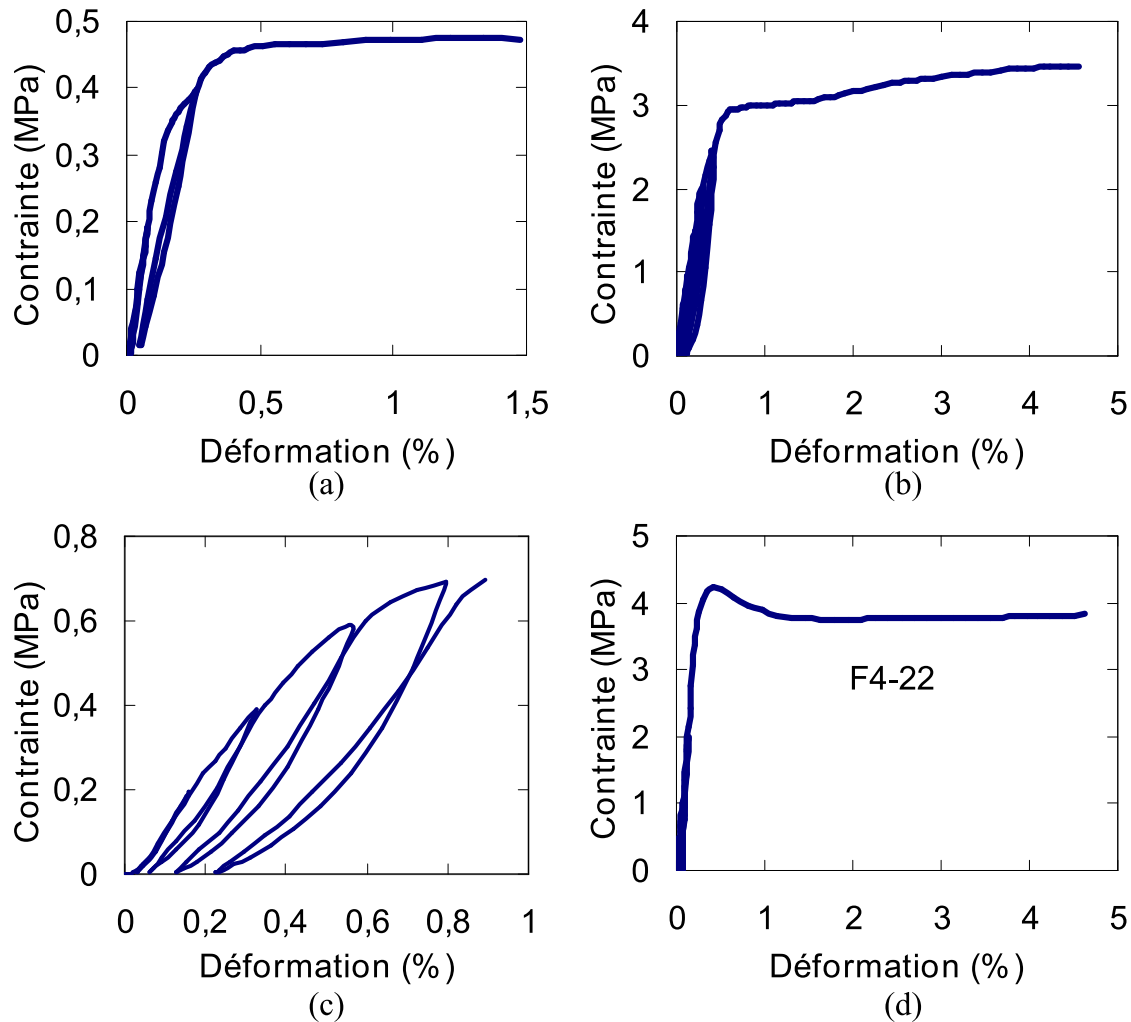 0,5
0,4
0,3
0,2
0,1
0
Contrainte (MPa)
0 0,5 1 1,5
Déformation (%)
(a)
4
3
2
1
0
Contrainte (MPa)
0 1 2 3 4 5
Déformation (%)
(b)
0,8
0,6
0,4
0,2
0
Contrainte (MPa)
0 0,2 0,4 0,6 0,8 1
Déformation (%)
(c)
5
4
3
2
1
0
Contrainte (MPa)
F4-22
0 1 2 3 4 5
Déformation (%)
(d)